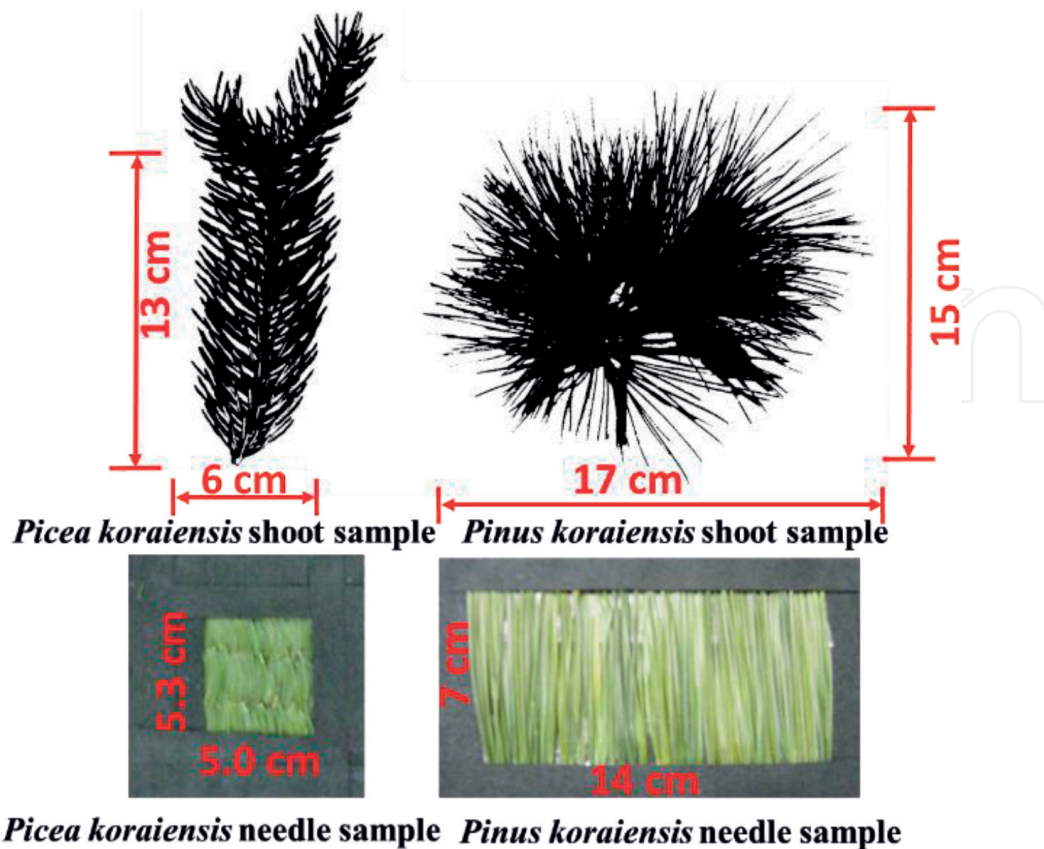 13 cm
6 cm
15 cm
17 cm
Picea koraiensis shoot sample
Pinus koraiensis shoot sample
5.3 cm
5.0 cm
7 cm
14 cm
Picea koraiensis needle sample
Pinus koraiensis needle sample